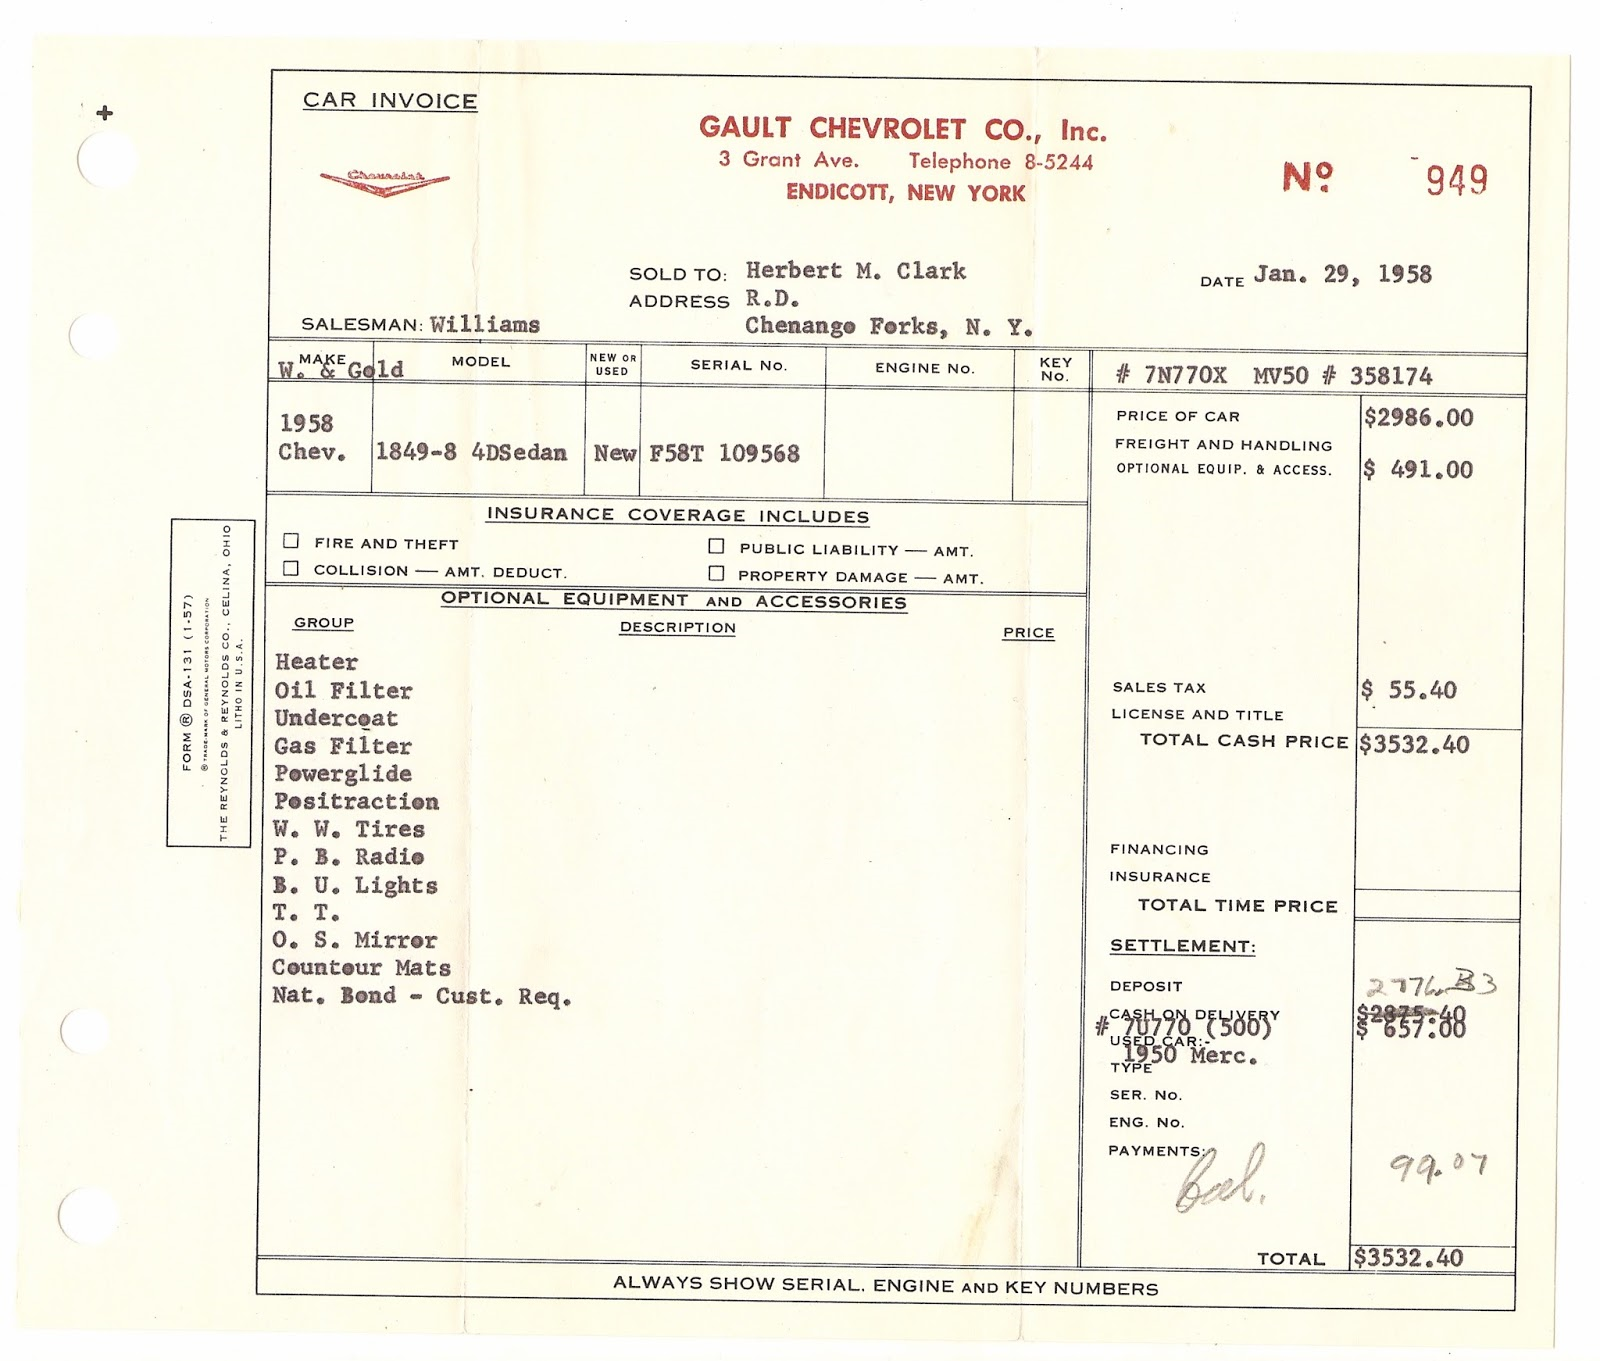 CAR INVOICE
Chevrolet
GAULT CHEVROLET CO., Inc.
3 Grant Ave. Telephone 8-5244
ENDICOTT, NEW YORK
Nº 949
SOLD TO: Herbert M. Clark
ADDRESS R.D.
Chenango Forks, N. Y.
DATE Jan. 29, 1958
SALESMAN: Williams
MAKE MODEL NEW OR USED SERIAL No. ENGINE No. KEY No.
W. & Gold
# 7N770X MV50 # 358174
1958
Chev. 1849-8 4DSedan New F58T 109568
PRICE OF CAR $2986.00
FREIGHT AND HANDLING
OPTIONAL EQUIP. & ACCESS. $ 491.00
INSURANCE COVERAGE INCLUDES
FIRE AND THEFT
PUBLIC LIABILITY — AMT.
COLLISION — AMT. DEDUCT.
PROPERTY DAMAGE — AMT.
OPTIONAL EQUIPMENT AND ACCESSORIES
GROUP DESCRIPTION PRICE
Heater
Oil Filter
Undercoat
Gas Filter
Powerglide
Positraction
W. W. Tires
P. B. Radio
B. U. Lights
T. T.
O. S. Mirror
Countour Mats
Nat. Bond - Cust. Req.
SALES TAX $ 55.40
LICENSE AND TITLE
TOTAL CASH PRICE $3532.40
FINANCING
INSURANCE
TOTAL TIME PRICE
SETTLEMENT:
DEPOSIT
CASH ON DELIVERY $2875.40
# 7U770 (500) $ 657.00
USED CAR:-
1950 Merc.
TYPE
SER. No.
ENG. No.
PAYMENTS:
Bal. 99.07
TOTAL $3532.40
ALWAYS SHOW SERIAL, ENGINE AND KEY NUMBERS
FORM ® DSA-131 (1-57)
® TRADE-MARK OF GENERAL MOTORS CORPORATION
THE REYNOLDS & REYNOLDS CO., CELINA, OHIO
LITHO IN U.S.A.